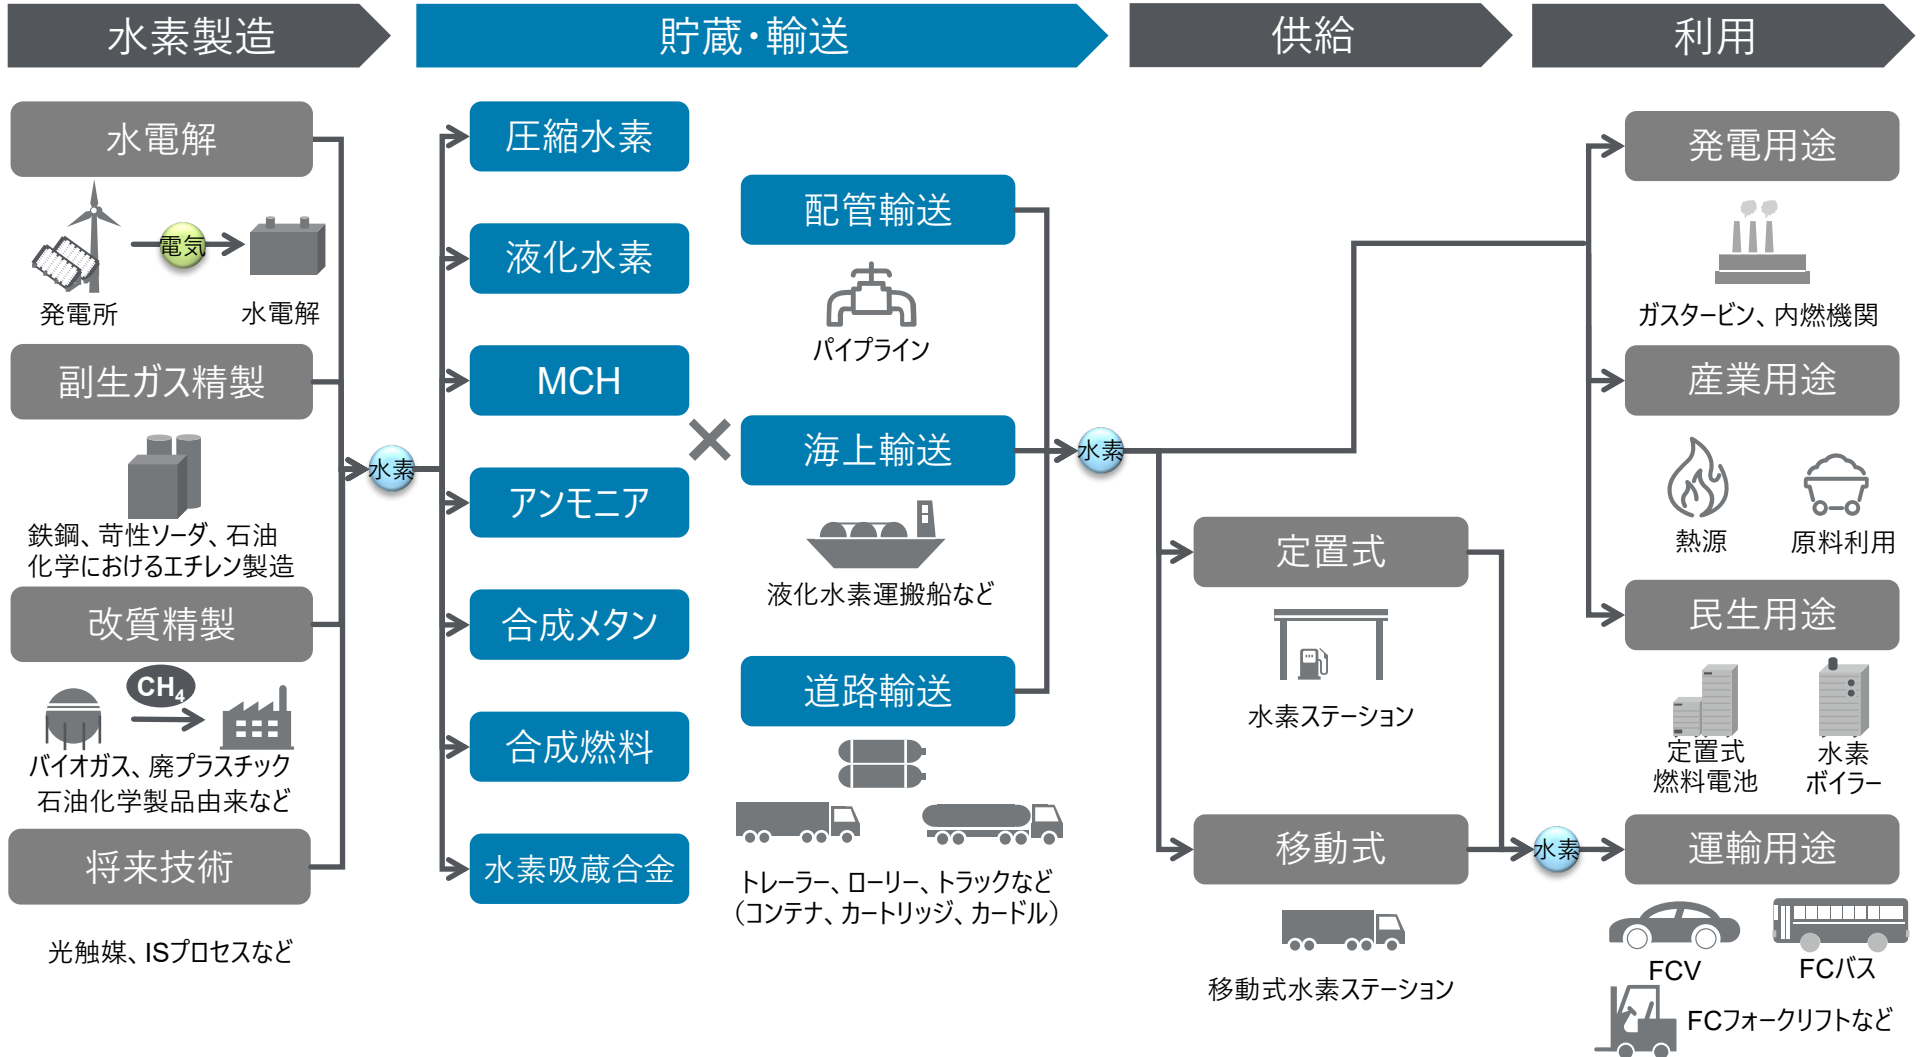 水素製造
貯蔵・輸送
供給
利用
水電解
電気
発電所
水電解
副生ガス精製
鉄鋼、苛性ソーダ、石油
化学におけるエチレン製造
改質精製
CH₄
バイオガス、廃プラスチック
石油化学製品由来など
将来技術
光触媒、ISプロセスなど
水素
圧縮水素
液化水素
MCH
アンモニア
合成メタン
合成燃料
水素吸蔵合金
配管輸送
パイプライン
海上輸送
液化水素運搬船など
道路輸送
トレーラー、ローリー、トラックなど
（コンテナ、カートリッジ、カードル）
水素
定置式
水素ステーション
移動式
移動式水素ステーション
水素
発電用途
ガスタービン、内燃機関
産業用途
熱源
原料利用
民生用途
定置式
燃料電池
水素
ボイラー
運輸用途
FCV
FCバス
FCフォークリフトなど